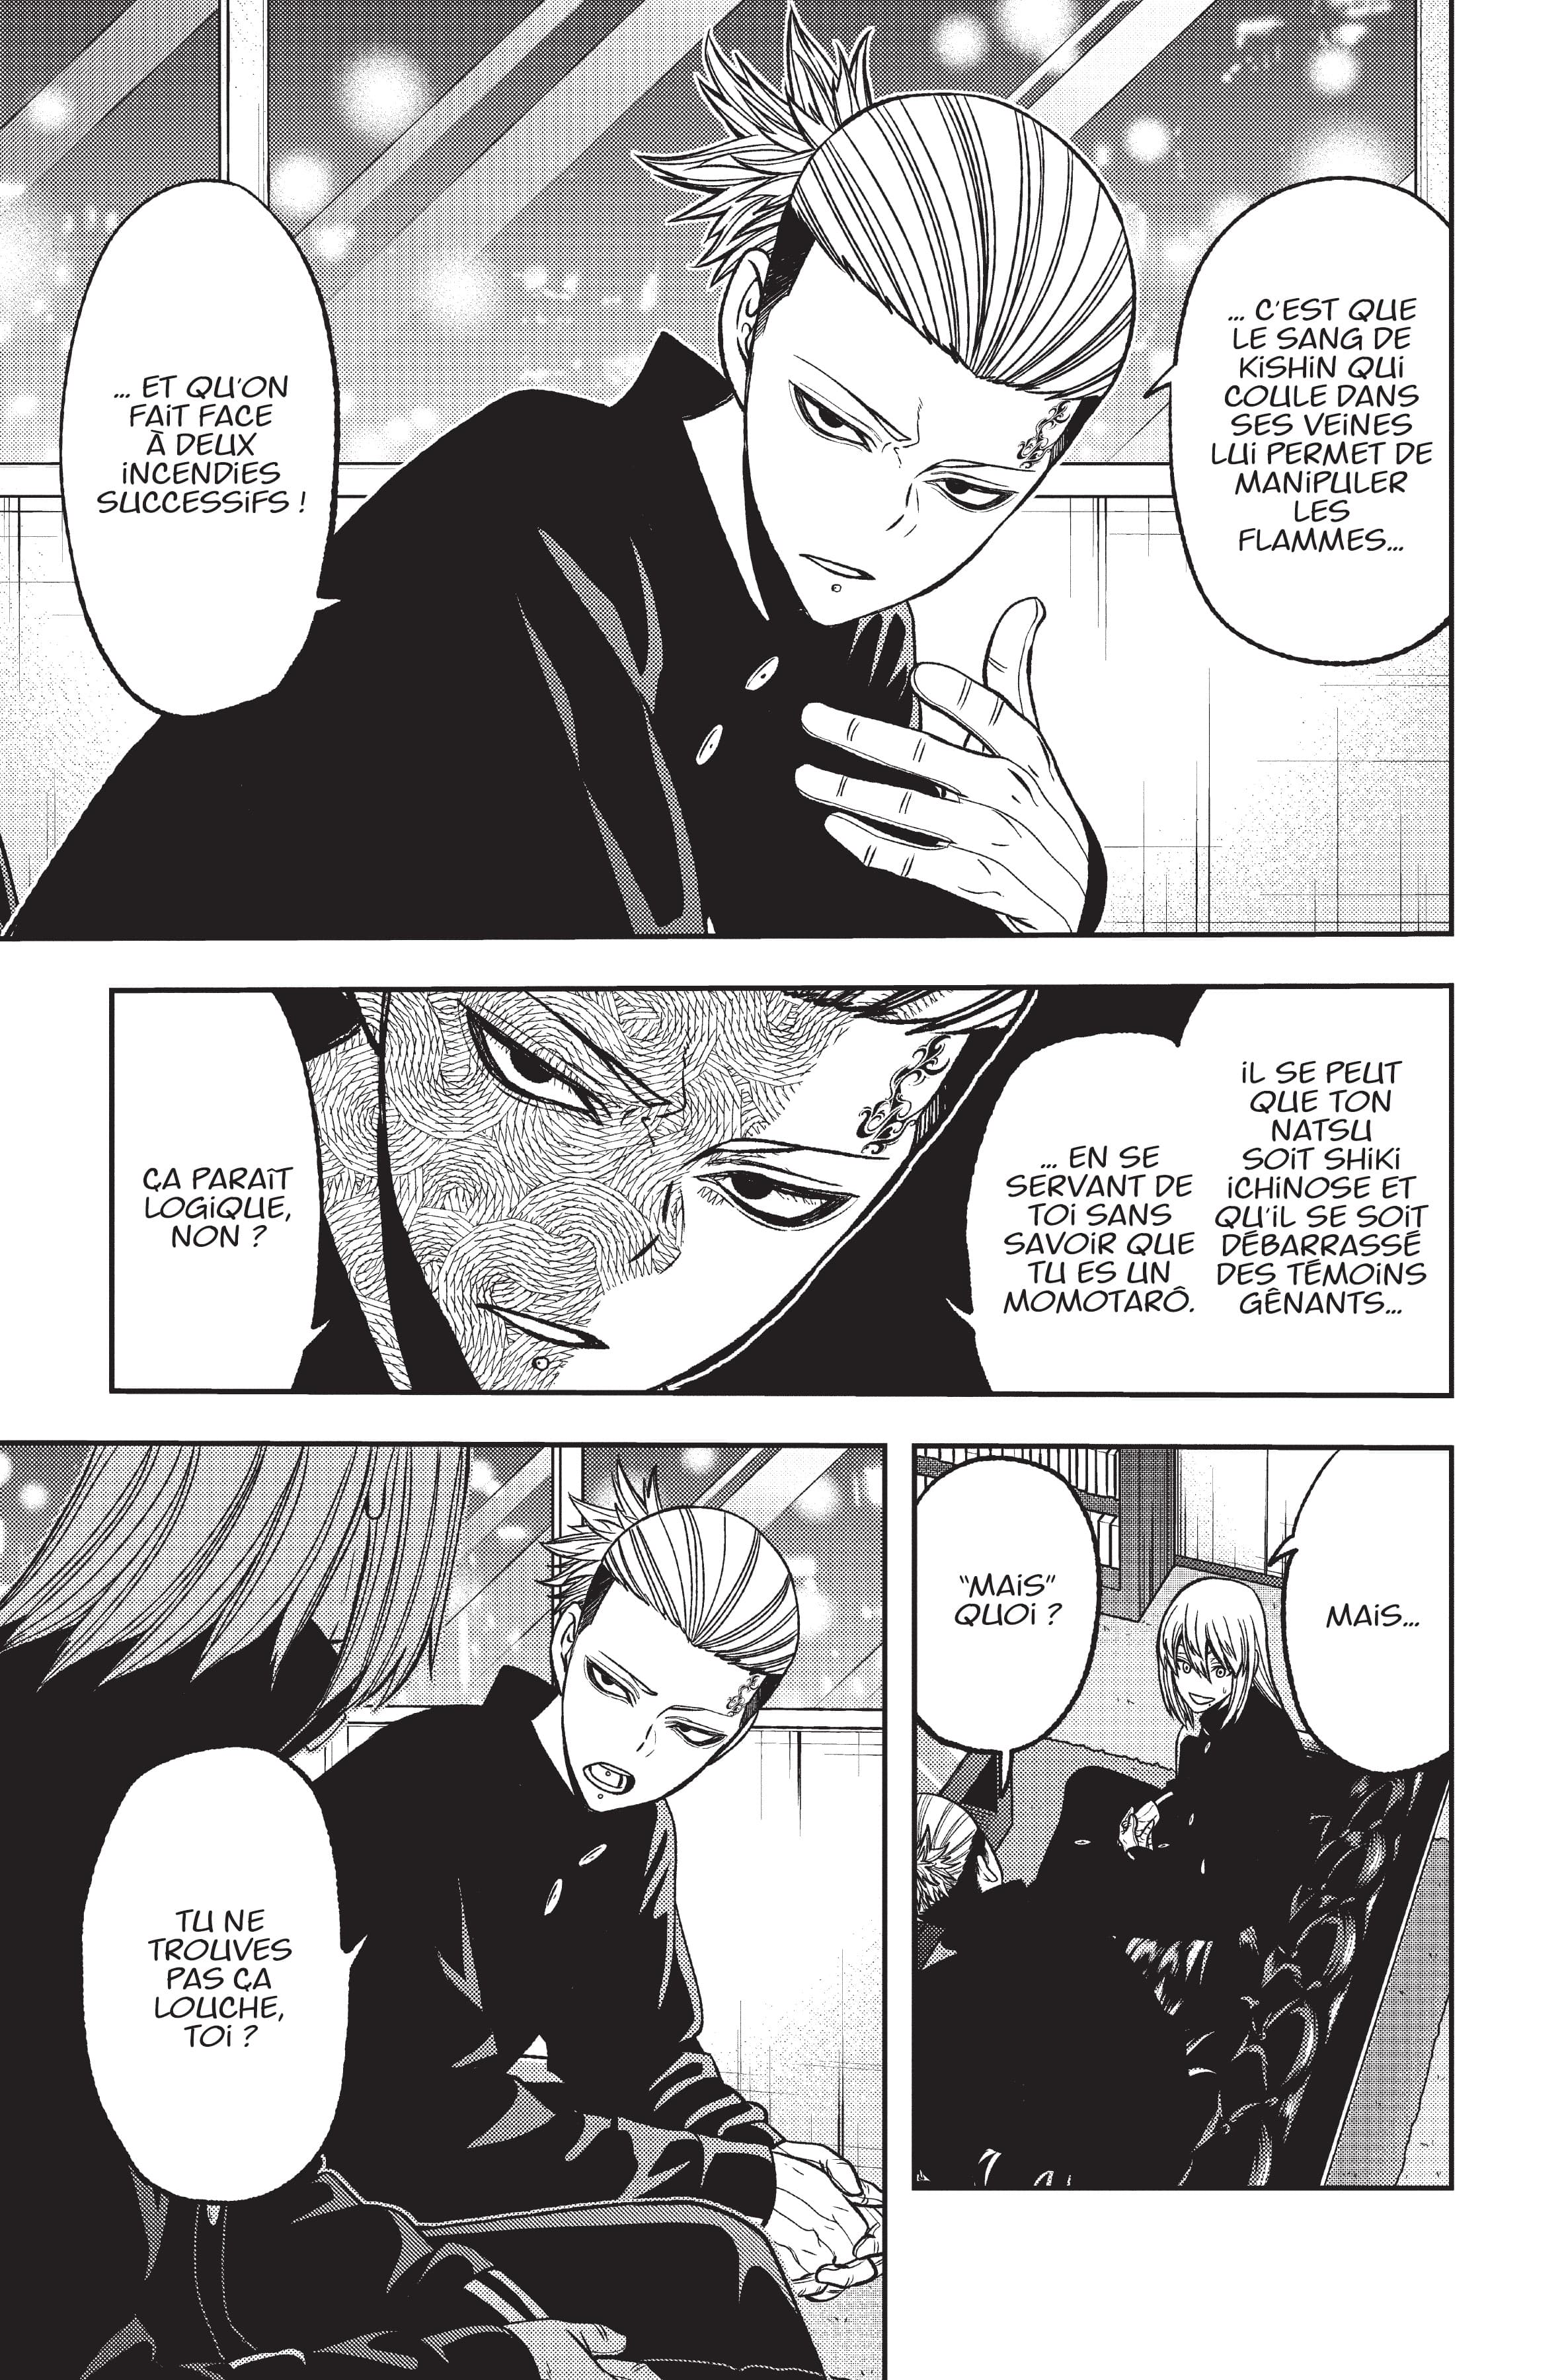 ... C'EST QUE
LE SANG DE
KISHIN QUI
COULE DANS
SES VEINES
LUI PERMET DE
MANIPULER
LES
FLAMMES...
... ET QU'ON
FAIT FACE
À DEUX
INCENDIES
SUCCESSIFS !
IL SE PEUT
QUE TON
NATSU
SOIT SHIKI
ICHINOSE ET
QU'IL SE SOIT
DÉBARRASSÉ
DES TÉMOINS
GÊNANTS...
... EN SE
SERVANT DE
TOI SANS
SAVOIR QUE
TU ES UN
MOMOTARÔ.
ÇA PARAÎT
LOGIQUE,
NON ?
MAIS...
"MAIS"
QUOI ?
TU NE
TROUVES
PAS ÇA
LOUCHE,
TOI ?